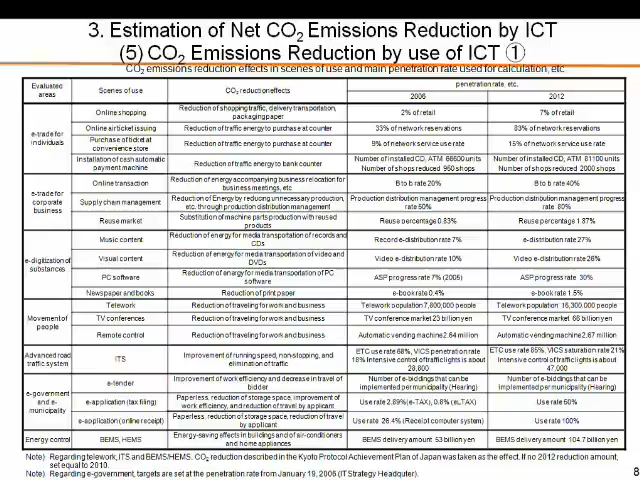 3. Estimation of Net CO2 Emissions Reduction by ICT
(5) CO2 Emissions Reduction by use of ICT ①
CO2 emissions reduction effects in scenes of use and main penetration rate used for calculation, etc
Evaluated areas
Scenes of use
CO2 reduction effects
penetration rate, etc.
2006
2012
e-trade for individuals
Online shopping
Reduction of shopping traffic, delivery transportation, packaging paper
2% of retail
7% of retail
Online airticket issuing
Reduction of traffic energy to purchase at counter
33% of network reservations
83% of network reservations
Purchase of ticket at convenience store
Reduction of traffic energy to purchase at counter
9% of network service use rate
15% of network service use rate
Installation of cash automatic payment machine
Reduction of traffic energy to bank counter
Number of installed CD, ATM 66600 units
Number of shops reduced 950 shops
Number of installed CD, ATM 81100 units
Number of shops reduced 2000 shops
e-trade for corporate business
Online transaction
Reduction of energy accompanying business relocation for business meetings, etc
B to b rate 20%
B to b rate 40%
Supply chain management
Reduction of Energy by reducing unnecessary production, etc. through production distribution management
Production distribution management progress rate 60%
Production distribution management progress rate 80%
Reuse market
Substitution of machine parts production with reused products
Reuse percentage 0.83%
Reuse percentage 1.87%
e-digitization of substances
Music content
Reduction of energy for media transportation of records and CDs
Record e-distribution rate 7%
e-distribution rate 27%
Visual content
Reduction of energy for media transportation of video and DVDs
Video e-distribution rate 10%
Video e-distribution rate 26%
PC software
Reduction of energy for media transportation of PC software
ASP progress rate 7% (2005)
ASP progress rate 30%
Newspaper and books
Reduction of print paper
e-book rate 0.4%
e-book rate 1.5%
Movement of people
Telework
Reduction of traveling for work and business
Telework population 7,800,000 people
Telework population 16,300,000 people
TV conferences
Reduction of traveling for work and business
TV conference market 23 billion yen
TV conference market 66 billion yen
Remote control
Reduction of traveling for work and business
Automatic vending machine 2.64 million
Automatic vending machine 2.67 million
Advanced road traffic system
ITS
Improvement of running speed, non-stopping, and elimination of traffic
ETC use rate 68%, VICS penetration rate 18% Intensive control of traffic lights is about 28,800
ETC use rate 85%, VICS saturation rate 21% Intensive control of traffic lights is about 47,000
e-government and e-municipality
e-tender
Improvement of work efficiency and decrease in travel of bidder
Number of e-biddings that can be implemented per municipality (Hearing)
Number of e-biddings that can be implemented per municipality (Hearing)
e-application (tax filing)
Paperless, reduction of storage space, improvement of work efficiency, and reduction of travel by applicant
Use rate 2.89%(e-TAX), 0.8% (eLTAX)
Use rate 50%
e-application (online receipt)
Paperless, reduction of storage space, reduction of travel by applicant
Use rate 26.4% (Receipt computer system)
Use rate 100%
Energy control
BEMS, HEMS
Energy-saving effects in buildings and of air-conditioners and home appliances
BEMS delivery amount 53 billion yen
BEMS delivery amount 104.7 billion yen
Note) Regarding telework, ITS and BEMS/HEMS. CO2 reduction described in the Kyoto Protocol Achievement Plan of Japan was taken as the effect. If no 2012 reduction amount,
set equal to 2010.
Note) Regarding e-government, targets are set at the penetration rate from January 19, 2006 (IT Strategy Headquter).
8